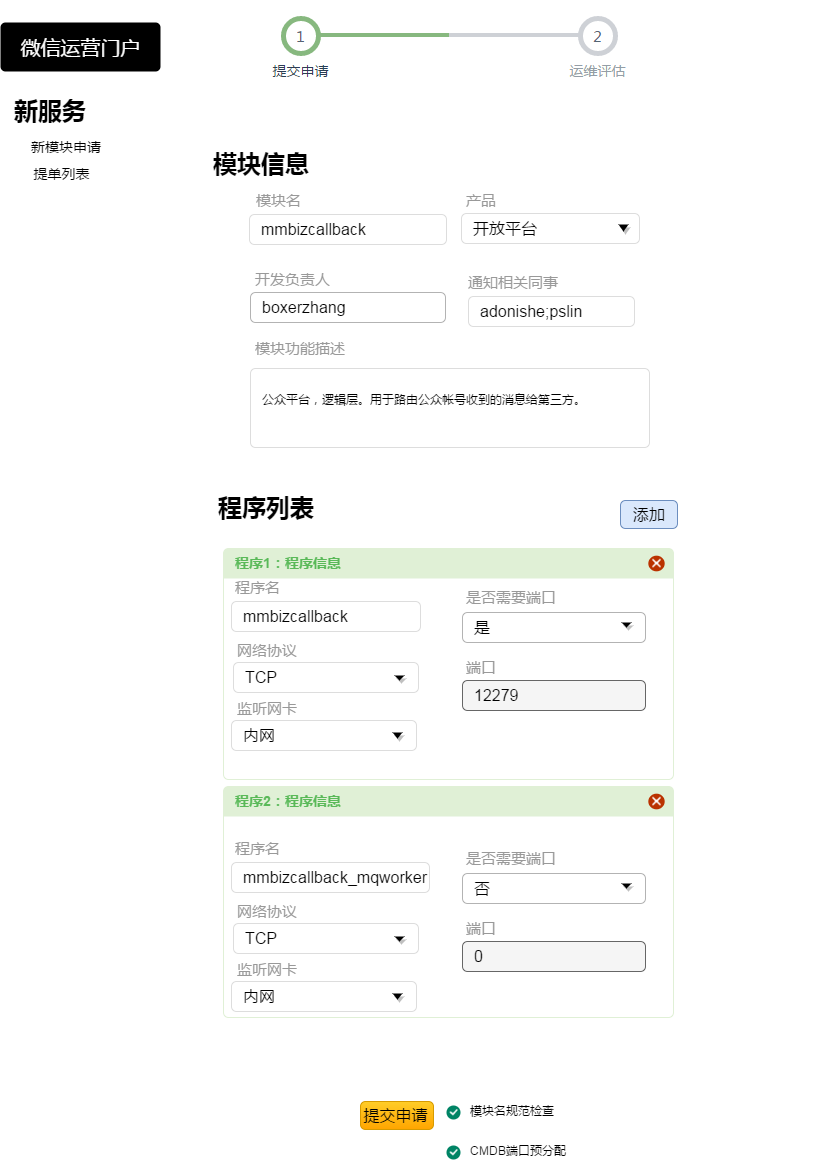 微信运营门户
1
2
提交申请
运维评估
新服务
新模块申请
提单列表
模块信息
模块名
产品
mmbizcallback
开放平台
开发负责人
通知相关同事
boxerzhang
adonishe;pslin
模块功能描述
公众平台，逻辑层。用于路由公众帐号收到的消息给第三方。
程序列表
添加
程序1：程序信息
程序名
是否需要端口
mmbizcallback
是
网络协议
端口
TCP
12279
监听网卡
内网
程序2：程序信息
程序名
是否需要端口
mmbizcallback_mqworker
否
网络协议
端口
TCP
0
监听网卡
内网
提交申请
模块名规范检查
CMDB端口预分配